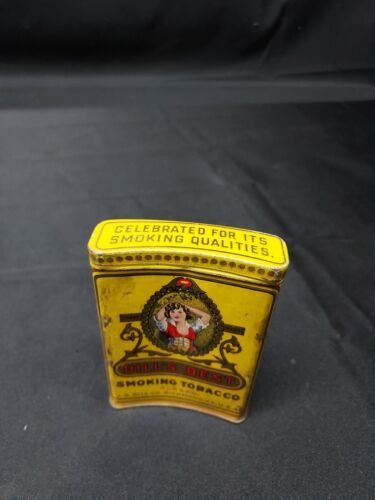 CELEBRATED FOR ITS
SMOKING QUALITIES.
DILL'S BEST
SMOKING TOBACCO